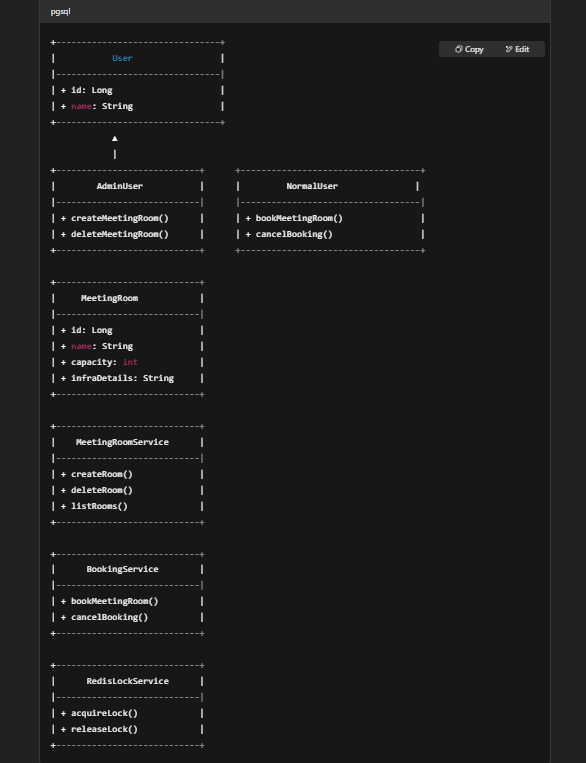 pgsql
Copy Edit
+--------------------------------+
| User |
|--------------------------------|
| + id: Long |
| + name: String |
+--------------------------------+
▲
|
+----------------------------+ +-----------------------------------+
| AdminUser | | NormalUser |
|----------------------------| |-----------------------------------|
| + createMeetingRoom() | | + bookMeetingRoom() |
| + deleteMeetingRoom() | | + cancelBooking() |
+----------------------------+ +-----------------------------------+
+----------------------------+
| MeetingRoom |
|----------------------------|
| + id: Long |
| + name: String |
| + capacity: int |
| + infraDetails: String |
+----------------------------+
+----------------------------+
| MeetingRoomService |
|----------------------------|
| + createRoom() |
| + deleteRoom() |
| + listRooms() |
+----------------------------+
+----------------------------+
| BookingService |
|----------------------------|
| + bookMeetingRoom() |
| + cancelBooking() |
+----------------------------+
+----------------------------+
| RedisLockService |
|----------------------------|
| + acquireLock() |
| + releaseLock() |
+----------------------------+